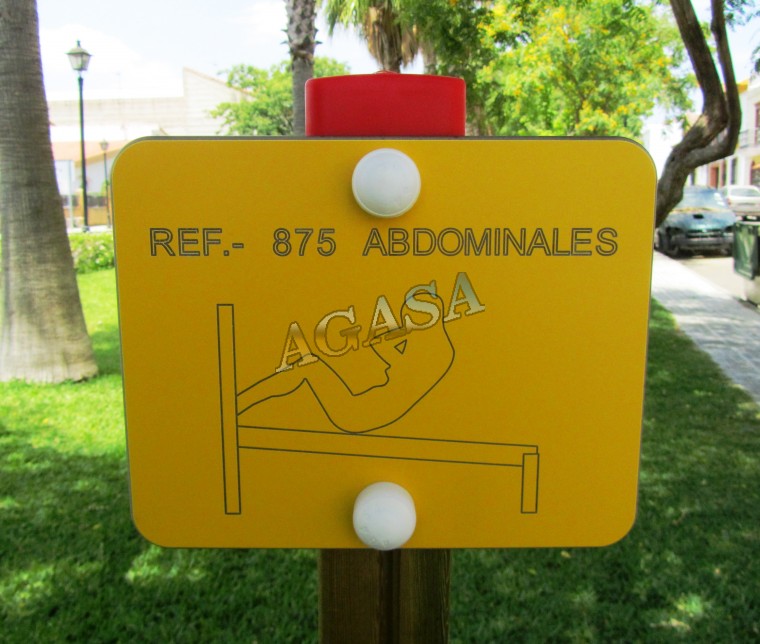 REF.- 875 ABDOMINALES
AGASA